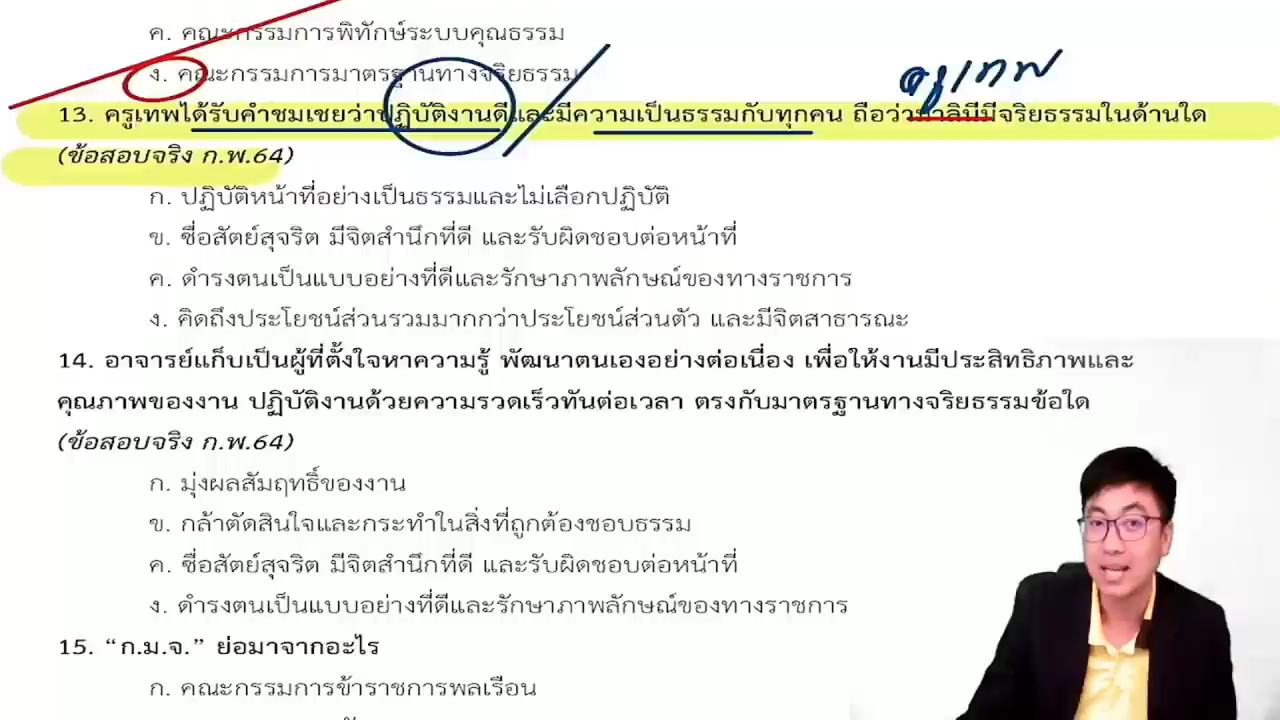 ค. คณะกรรมการพิทักษ์ระบบคุณธรรม
ง. คณะกรรมการมาตรฐานทางจริยธรรม
ครูเทพ
13. ครูเทพได้รับคำชมเชยว่าปฏิบัติงานดีและมีความเป็นธรรมกับทุกคน ถือว่ามาลิมีมีจริยธรรมในด้านใด
(ข้อสอบจริง ก.พ.64)
ก. ปฏิบัติหน้าที่อย่างเป็นธรรมและไม่เลือกปฏิบัติ
ข. ซื่อสัตย์สุจริต มีจิตสำนึกที่ดี และรับผิดชอบต่อหน้าที่
ค. ดำรงตนเป็นแบบอย่างที่ดีและรักษาภาพลักษณ์ของทางราชการ
ง. คิดถึงประโยชน์ส่วนรวมมากกว่าประโยชน์ส่วนตัว และมีจิตสาธารณะ
14. อาจารย์แก็บเป็นผู้ที่ตั้งใจหาความรู้ พัฒนาตนเองอย่างต่อเนื่อง เพื่อให้งานมีประสิทธิภาพและ
คุณภาพของงาน ปฏิบัติงานด้วยความรวดเร็วทันต่อเวลา ตรงกับมาตรฐานทางจริยธรรมข้อใด
(ข้อสอบจริง ก.พ.64)
ก. มุ่งผลสัมฤทธิ์ของงาน
ข. กล้าตัดสินใจและกระทำในสิ่งที่ถูกต้องชอบธรรม
ค. ซื่อสัตย์สุจริต มีจิตสำนึกที่ดี และรับผิดชอบต่อหน้าที่
ง. ดำรงตนเป็นแบบอย่างที่ดีและรักษาภาพลักษณ์ของทางราชการ
15. “ก.ม.จ.” ย่อมาจากอะไร
ก. คณะกรรมการข้าราชการพลเรือน